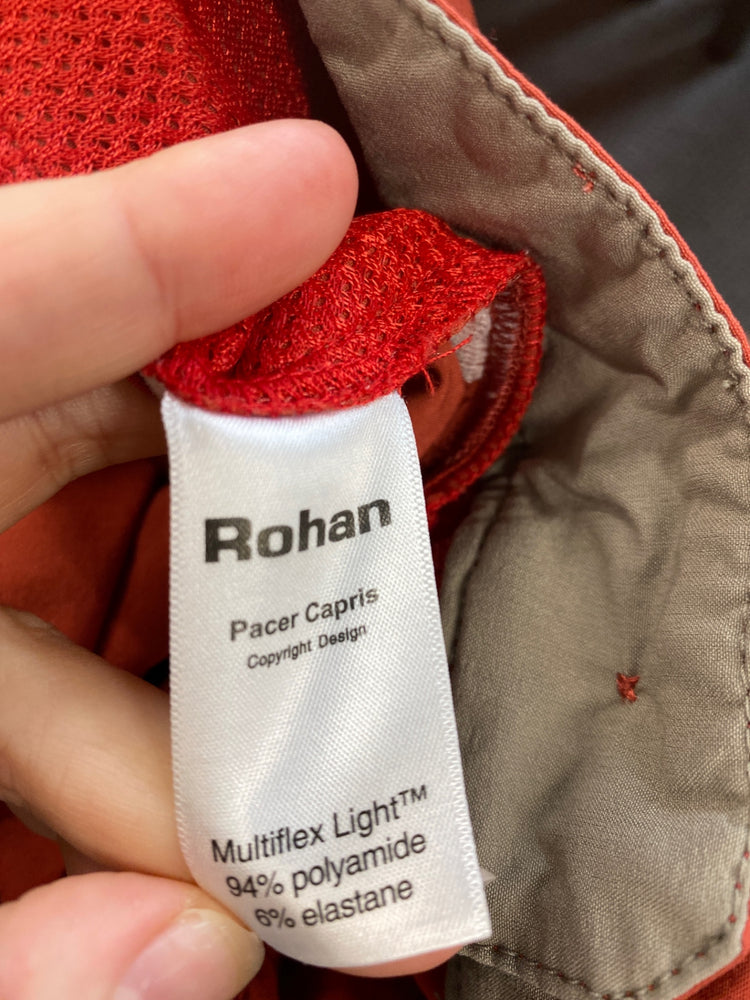 Rohan
Pacer Capris
Copyright Design
Multiflex Light™
94% polyamide
6% elastane